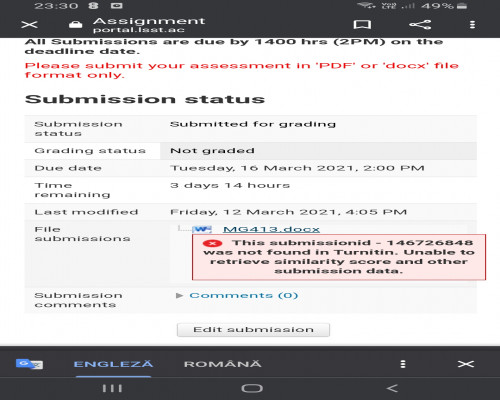 23:30 49%
Assignment
portal.lsst.ac
All Submissions are due by 1400 hrs (2PM) on the
deadline date.
Please submit your assessment in 'PDF' or 'docx' file
format only.
Submission status
Submission status Submitted for grading
Grading status Not graded
Due date Tuesday, 16 March 2021, 2:00 PM
Time remaining 3 days 14 hours
Last modified Friday, 12 March 2021, 4:05 PM
File submissions MG413.docx
This submissionid - 146726848
was not found in Turnitin. Unable to
retrieve similarity score and other
submission data.
Submission comments Comments (0)
Edit submission
ENGLEZĂ ROMÂNĂ